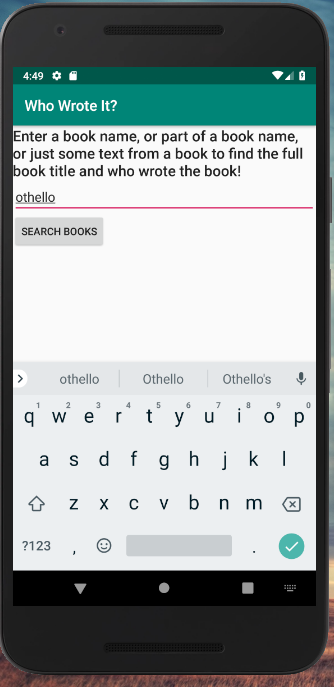 4:49
Who Wrote It?
Enter a book name, or part of a book name,
or just some text from a book to find the full
book title and who wrote the book!
othello
SEARCH BOOKS
othello Othello Othello's
q1 w2 e3 r4 t5 y6 u7 i8 o9 p0
a s d f g h j k l
z x c v b n m
?123 , .